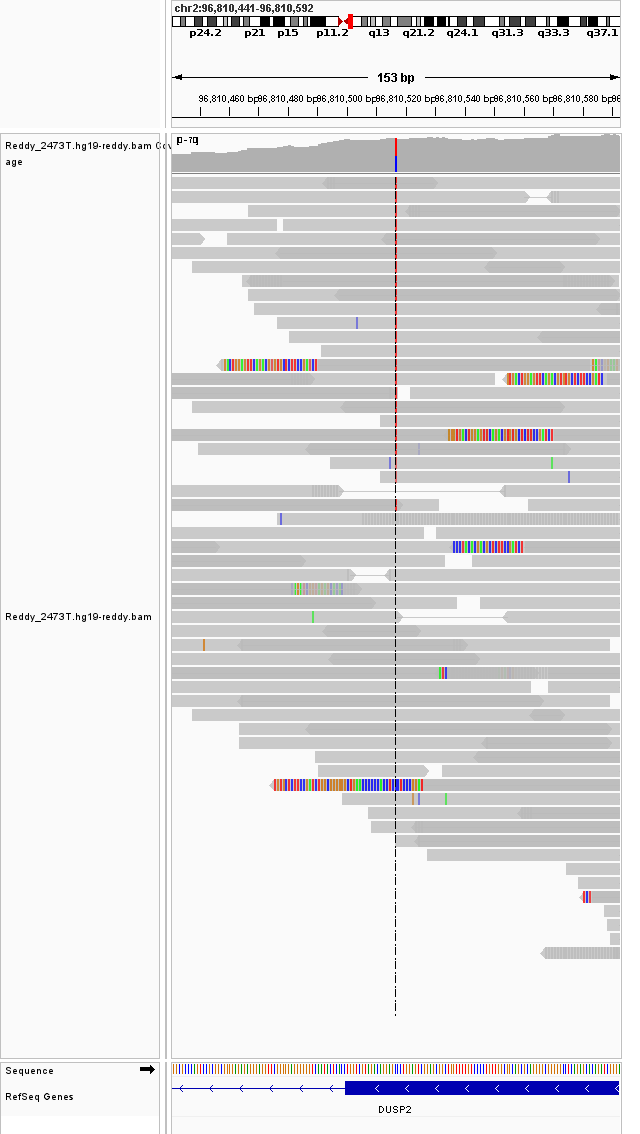 chr2:96,810,441-96,810,592
p24.2 p21 p15 p11.2 q13 q21.2 q24.1 q31.3 q33.3 q37.1
153 bp
96,810,460 bp 96,810,480 bp 96,810,500 bp 96,810,520 bp 96,810,540 bp 96,810,560 bp 96,810,580 bp 96
Reddy_2473T.hg19-reddy.bam Cov
age
[0 - 70]
Reddy_2473T.hg19-reddy.bam
Sequence
RefSeq Genes
DUSP2